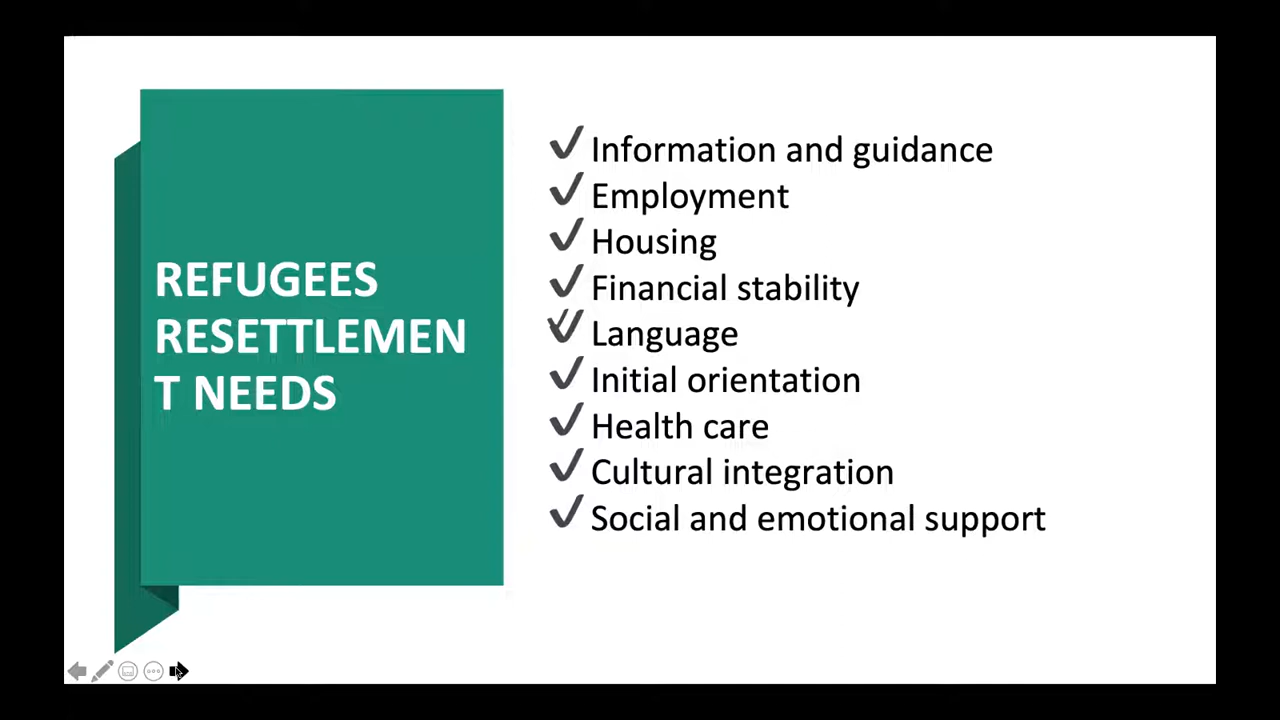 REFUGEES
RESETTLEMEN
T NEEDS
✓ Information and guidance
✓ Employment
✓ Housing
✓ Financial stability
✓ Language
✓ Initial orientation
✓ Health care
✓ Cultural integration
✓ Social and emotional support